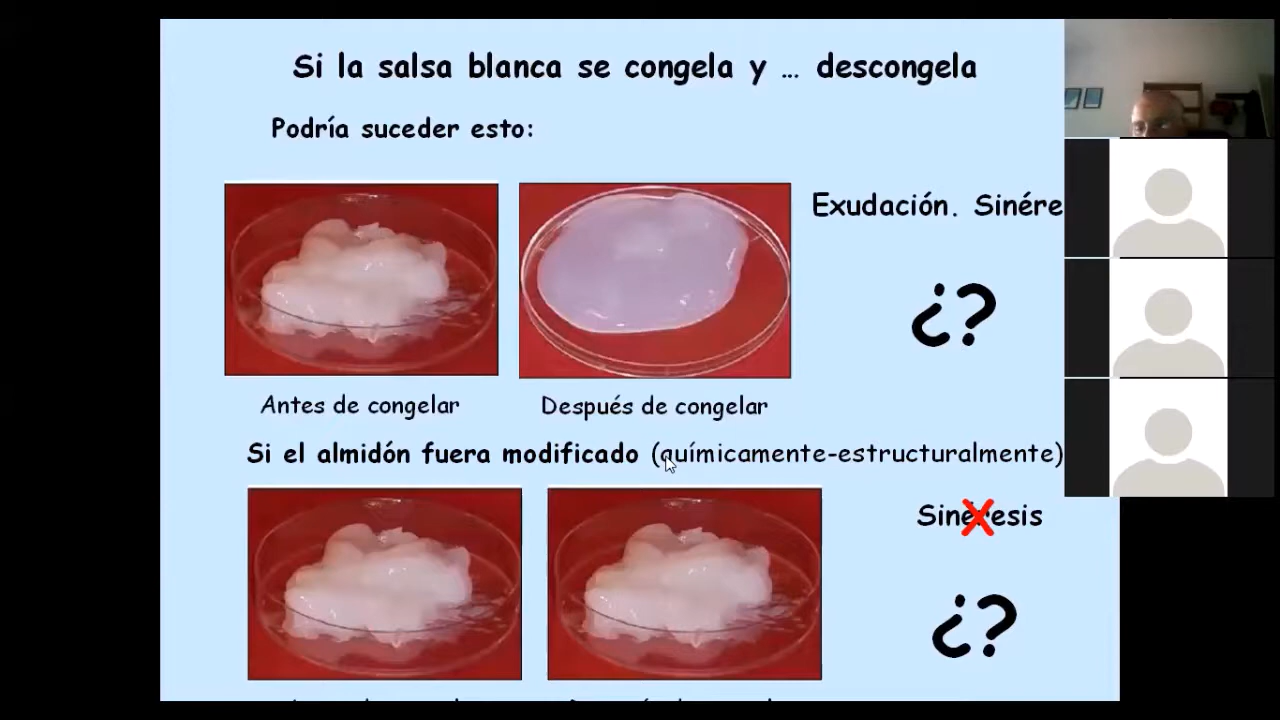 Si la salsa blanca se congela y … descongela
Podría suceder esto:
Exudación. Sinére
¿?
Antes de congelar
Después de congelar
Si el almidón fuera modificado (químicamente-estructuralmente)
Sinéresis
¿?